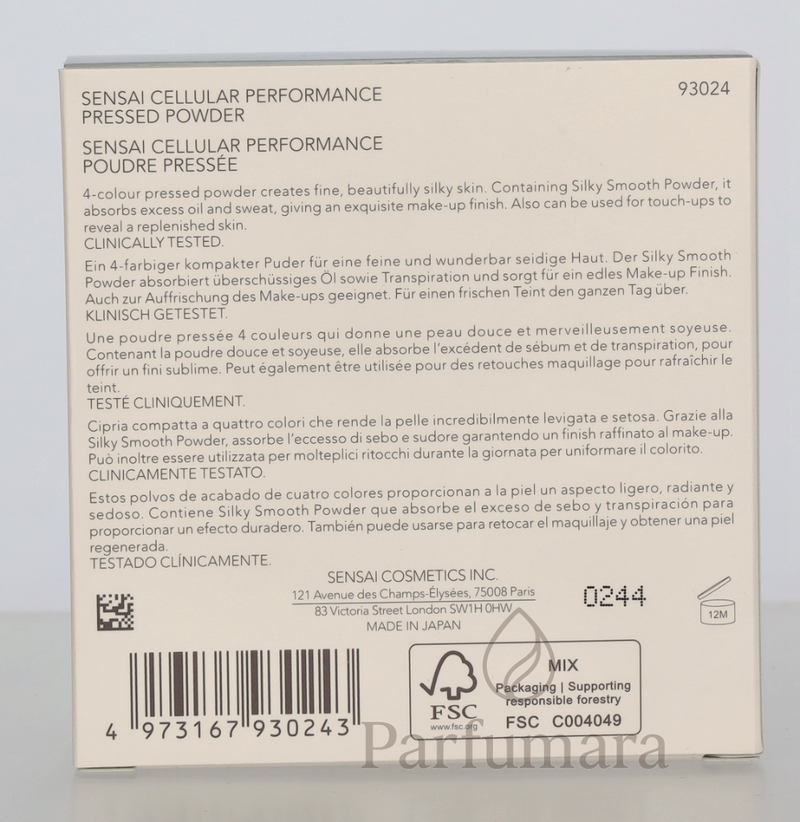 SENSAI CELLULAR PERFORMANCE
PRESSED POWDER
93024
SENSAI CELLULAR PERFORMANCE
POUDRE PRESSÉE
4-colour pressed powder creates fine, beautifully silky skin. Containing Silky Smooth Powder, it
absorbs excess oil and sweat, giving an exquisite make-up finish. Also can be used for touch-ups to
reveal a replenished skin.
CLINICALLY TESTED.
Ein 4-farbiger kompakter Puder für eine feine und wunderbar seidige Haut. Der Silky Smooth
Powder absorbiert überschüssiges Öl sowie Transpiration und sorgt für ein edles Make-up Finish.
Auch zur Auffrischung des Make-ups geeignet. Für einen frischen Teint den ganzen Tag über.
KLINISCH GETESTET.
Une poudre pressée 4 couleurs qui donne une peau douce et merveilleusement soyeuse.
Contenant la poudre douce et soyeuse, elle absorbe l'excédent de sébum et de transpiration, pour
offrir un fini sublime. Peut également être utilisée pour des retouches maquillage pour rafraîchir le
teint.
TESTÉ CLINIQUEMENT.
Cipria compatta a quattro colori che rende la pelle incredibilmente levigata e setosa. Grazie alla
Silky Smooth Powder, assorbe l'eccesso di sebo e sudore garantendo un finish raffinato al make-up.
Può inoltre essere utilizzata per molteplici ritocchi durante la giornata per uniformare il colorito.
CLINICAMENTE TESTATO.
Estos polvos de acabado de cuatro colores proporcionan a la piel un aspecto ligero, radiante y
sedoso. Contiene Silky Smooth Powder que absorbe el exceso de sebo y transpiración para
proporcionar un efecto duradero. También puede usarse para retocar el maquillaje y obtener una piel
regenerada.
TESTADO CLÍNICAMENTE.
SENSAI COSMETICS INC.
121 Avenue des Champs-Élysées, 75008 Paris
83 Victoria Street London SW1H 0HW
MADE IN JAPAN
0244
12M
4 973167 930243
FSC
www.fsc.org
MIX
Packaging | Supporting
responsible forestry
FSC C004049
Parfumara